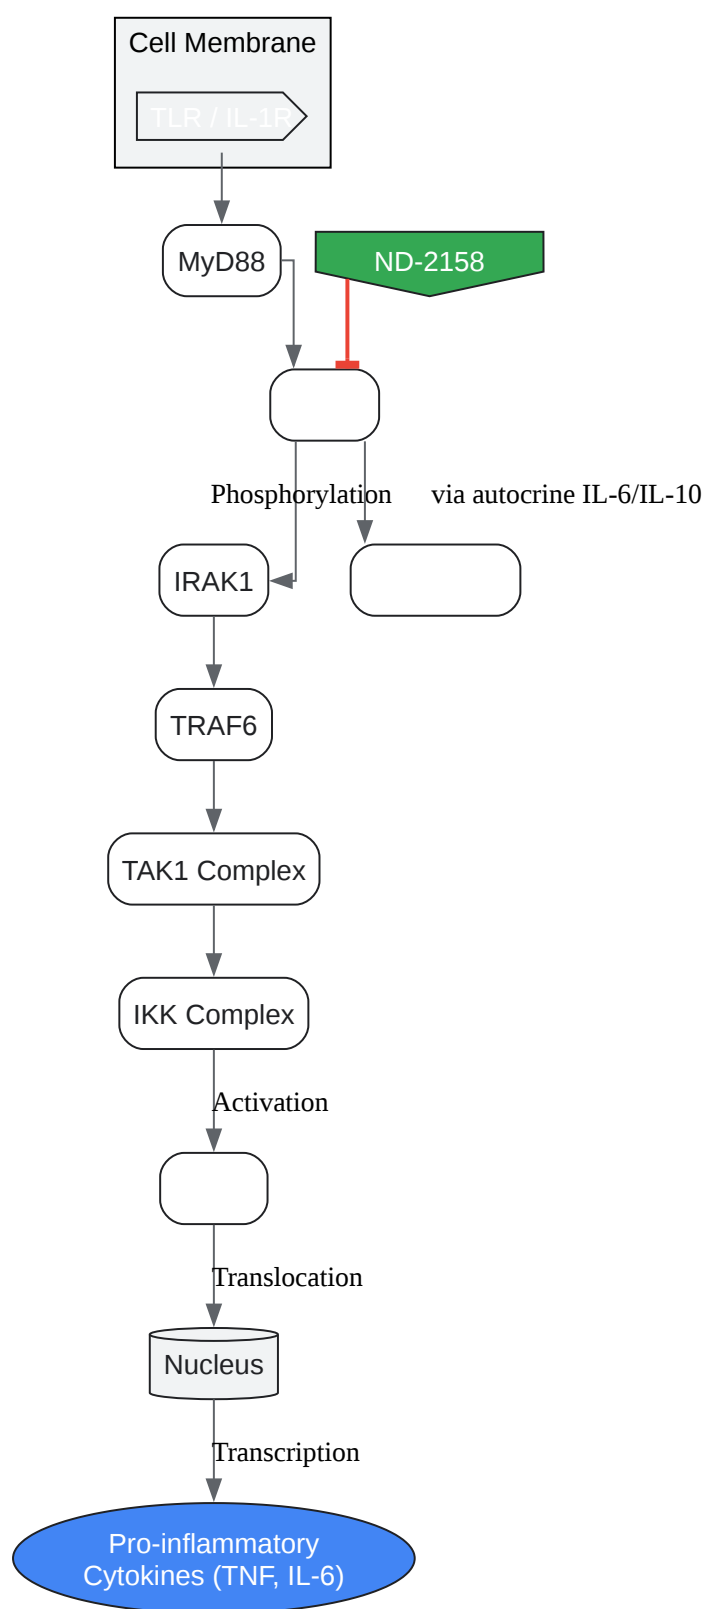 Cell Membrane
TLR / IL-1R
MyD88
ND-2158
Phosphorylation
via autocrine IL-6/IL-10
IRAK1
TRAF6
TAK1 Complex
IKK Complex
Activation
Translocation
Nucleus
Transcription
Pro-inflammatory
Cytokines (TNF, IL-6)